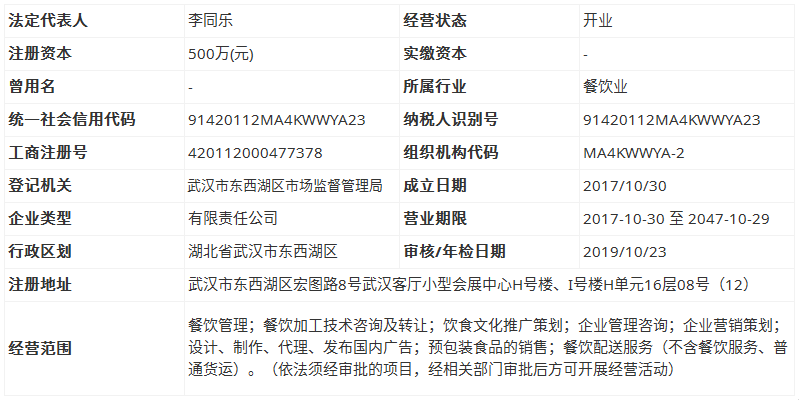 法定代表人 李同乐 经营状态 开业
注册资本 500万(元) 实缴资本 -
曾用名 - 所属行业 餐饮业
统一社会信用代码 91420112MA4KWWYA23 纳税人识别号 91420112MA4KWWYA23
工商注册号 420112000477378 组织机构代码 MA4KWWYA-2
登记机关 武汉市东西湖区市场监督管理局 成立日期 2017/10/30
企业类型 有限责任公司 营业期限 2017-10-30 至 2047-10-29
行政区划 湖北省武汉市东西湖区 审核/年检日期 2019/10/23
注册地址 武汉市东西湖区宏图路8号武汉客厅小型会展中心H号楼、I号楼H单元16层08号（12）
经营范围 餐饮管理；餐饮加工技术咨询及转让；饮食文化推广策划；企业管理咨询；企业营销策划；
设计、制作、代理、发布国内广告；预包装食品的销售；餐饮配送服务（不含餐饮服务、普
通货运）。（依法须经审批的项目，经相关部门审批后方可开展经营活动）